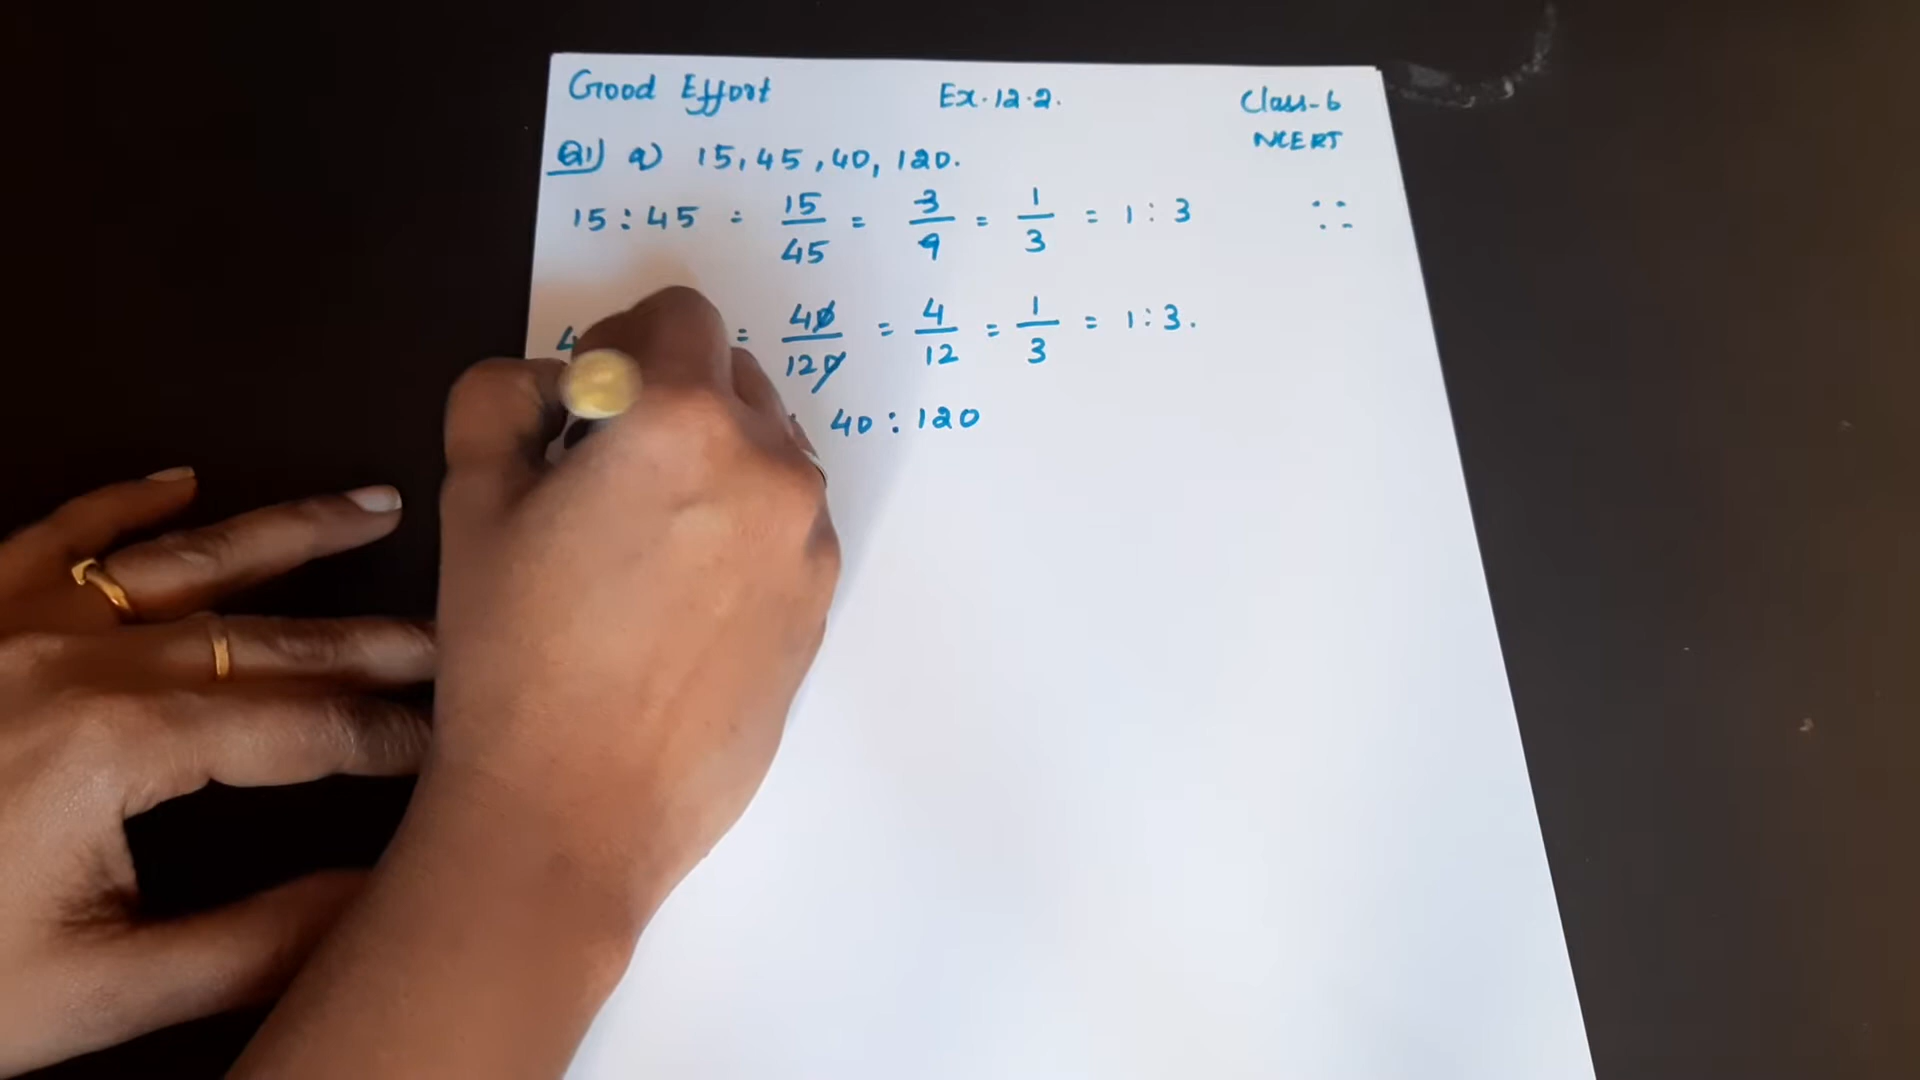 Good Effort Ex.12.2. Class-6
NCERT
Q1) a) 15, 45, 40, 120.
15 : 45 = 15/45 = 3/9 = 1/3 = 1 : 3 ::
4 = 40/120 = 4/12 = 1/3 = 1 : 3.
40 : 120